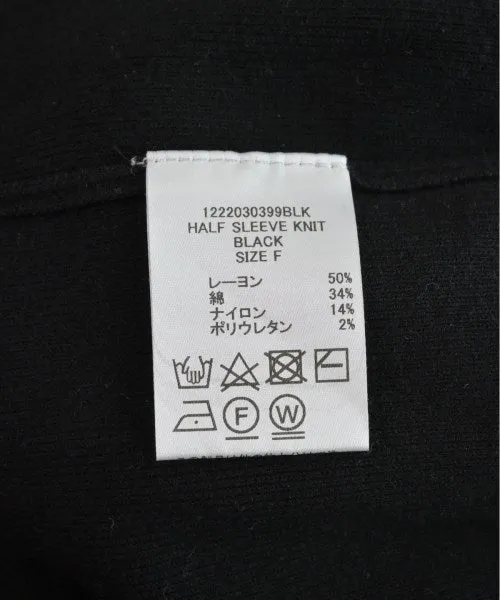 1222030399BLK
HALF SLEEVE KNIT
BLACK
SIZE F
レーヨン 50%
綿 34%
ナイロン 14%
ポリウレタン 2%
F W